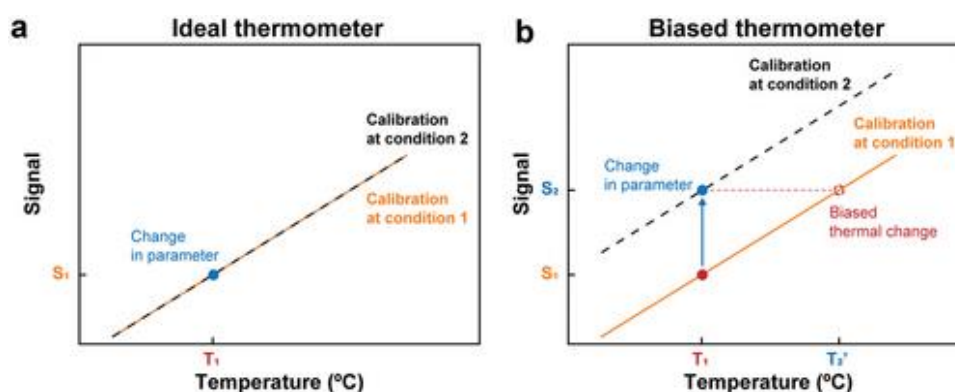 a
Ideal thermometer
Signal
Calibration
at condition 2
Calibration
at condition 1
Change
in parameter
S₁
T₁
Temperature (ºC)
b
Biased thermometer
Signal
Calibration
at condition 2
Calibration
at condition 1
Change
in parameter
S₂
Biased
thermal change
S₁
T₁
T₂'
Temperature (ºC)